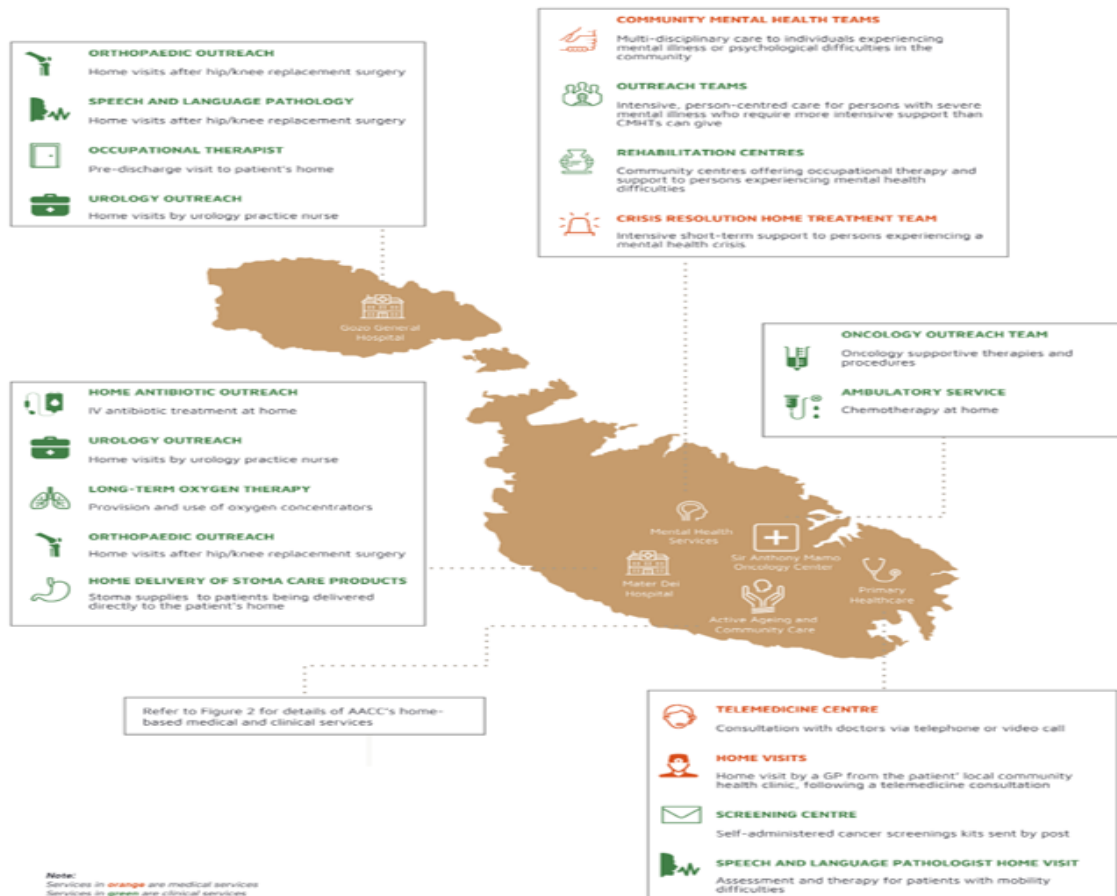 ORTHOPAEDIC OUTREACH
Home visits after hip/knee replacement surgery
SPEECH AND LANGUAGE PATHOLOGY
Home visits after hip/knee replacement surgery
OCCUPATIONAL THERAPIST
Pre-discharge visit to patient's home
UROLOGY OUTREACH
Home visits by urology practice nurse
COMMUNITY MENTAL HEALTH TEAMS
Multi-disciplinary care to individuals experiencing
mental illness or psychological difficulties in the
community
OUTREACH TEAMS
Intensive, person-centred care for persons with severe
mental illness who require more intensive support than
CMHTs can give
REHABILITATION CENTRES
Community centres offering occupational therapy and
support to persons experiencing mental health
difficulties
CRISIS RESOLUTION HOME TREATMENT TEAM
Intensive short-term support to persons experiencing a
mental health crisis
Gozo General
Hospital
ONCOLOGY OUTREACH TEAM
Oncology supportive therapies and
procedures
AMBULATORY SERVICE
Chemotherapy at home
HOME ANTIBIOTIC OUTREACH
IV antibiotic treatment at home
UROLOGY OUTREACH
Home visits by urology practice nurse
LONG-TERM OXYGEN THERAPY
Provision and use of oxygen concentrators
ORTHOPAEDIC OUTREACH
Home visits after hip/knee replacement surgery
HOME DELIVERY OF STOMA CARE PRODUCTS
Stoma supplies to patients being delivered
directly to the patient's home
Mental Health
Services
Sir Anthony Mamo
Oncology Center
Mater Dei
Hospital
Primary
Healthcare
Active Ageing and
Community Care
Refer to Figure 2 for details of AACC's home-
based medical and clinical services
TELEMEDICINE CENTRE
Consultation with doctors via telephone or video call
HOME VISITS
Home visit by a GP from the patient' local community
health clinic, following a telemedicine consultation
SCREENING CENTRE
Self-administered cancer screenings kits sent by post
SPEECH AND LANGUAGE PATHOLOGIST HOME VISIT
Assessment and therapy for patients with mobility
difficulties
Note:
Services in orange are medical services
Services in green are clinical services